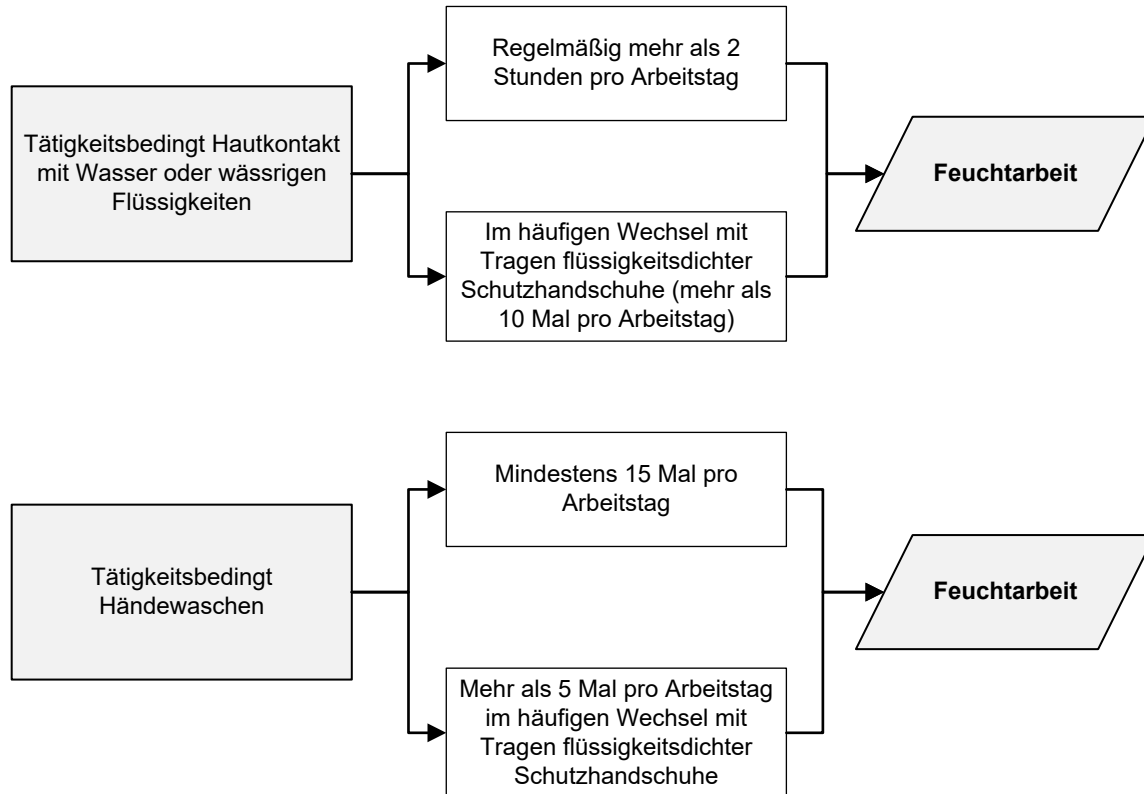 Regelmäßig mehr als 2
Stunden pro Arbeitstag
Tätigkeitsbedingt Hautkontakt
mit Wasser oder wässrigen
Flüssigkeiten
Feuchtarbeit
Im häufigen Wechsel mit
Tragen flüssigkeitsdichter
Schutzhandschuhe (mehr als
10 Mal pro Arbeitstag)
Mindestens 15 Mal pro
Arbeitstag
Tätigkeitsbedingt
Händewaschen
Feuchtarbeit
Mehr als 5 Mal pro Arbeitstag
im häufigen Wechsel mit
Tragen flüssigkeitsdichter
Schutzhandschuhe